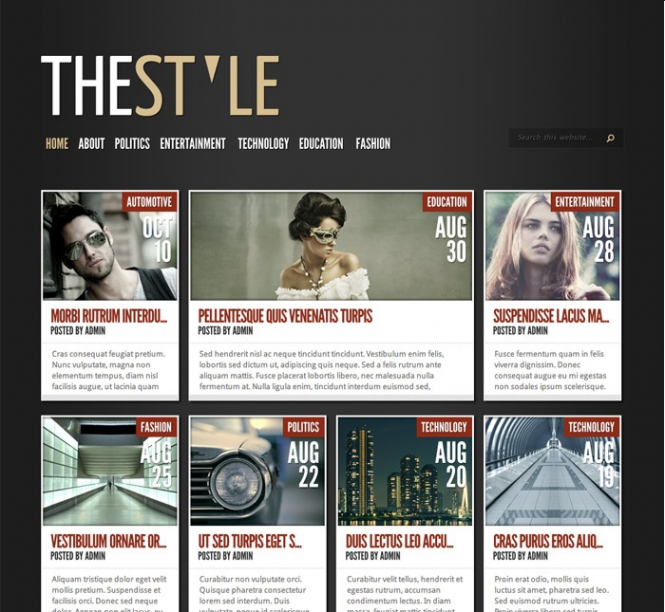 THESTYLE
HOME ABOUT POLITICS ENTERTAINMENT TECHNOLOGY EDUCATION FASHION
Search this website...
AUTOMOTIVE
OCT
10
MORBI RUTRUM INTERDU...
POSTED BY ADMIN
Cras consequat feugiat pretium.
Nunc vulputate, magna non
elementum tempus, diam nisl
facilisis augue, ut lacinia quam
EDUCATION
AUG
30
PELLENTESQUE QUIS VENENATIS TURPIS
POSTED BY ADMIN
Sed hendrerit nisl ac neque tincidunt tincidunt. Vestibulum enim felis,
lobortis sed dictum ut, adipiscing quis neque. Sed a felis rutrum ante
aliquam mattis. Fusce placerat lobortis libero, nec malesuada nulla
fermentum at. Nulla ligula enim, tincidunt interdum euismod sed,
ENTERTAINMENT
AUG
28
SUSPENDISSE LACUS MA...
POSTED BY ADMIN
Fusce fermentum quam in felis
viverra dignissim. Donec
consequat augue eu mi egestas
non sodales ipsum scelerisque.
FASHION
AUG
25
VESTIBULUM ORNARE OR...
POSTED BY ADMIN
Aliquam tristique dolor eget velit
mollis pretium. Suspendisse et
facilisis orci. Donec sed neque
POLITICS
AUG
22
UT SED TURPIS EGET S...
POSTED BY ADMIN
Curabitur non vulputate orci.
Quisque pharetra consectetur
lorem sed interdum. Duis
TECHNOLOGY
AUG
20
DUIS LECTUS LEO ACCU...
POSTED BY ADMIN
Curabitur velit tellus, hendrerit et
egestas rutrum, accumsan
condimentum lectus. In diam
TECHNOLOGY
AUG
19
CRAS PURUS EROS ALIQ...
POSTED BY ADMIN
Proin erat odio, mollis quis
luctus sit amet, pharetra sed leo.
Sed euismod rutrum ultricies.